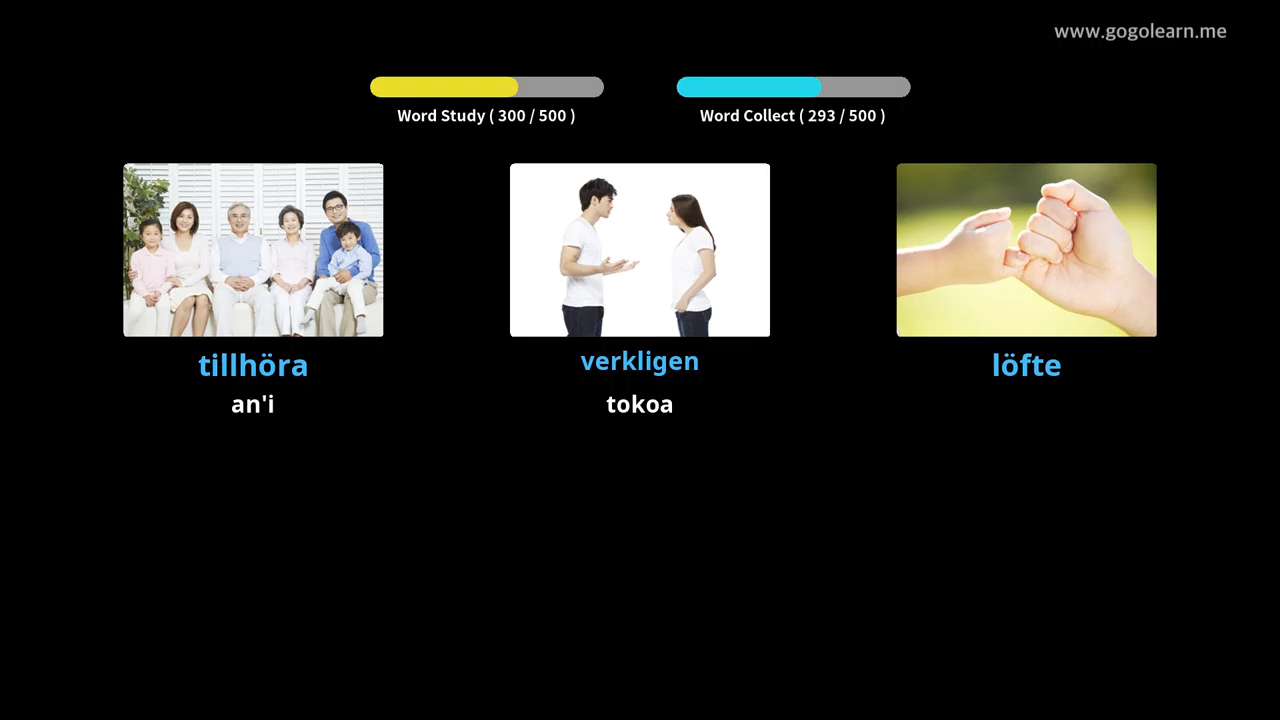 www.gogolearn.me
Word Study ( 300 / 500 )
Word Collect ( 293 / 500 )
tillhöra
verkligen
löfte
an'i
tokoa